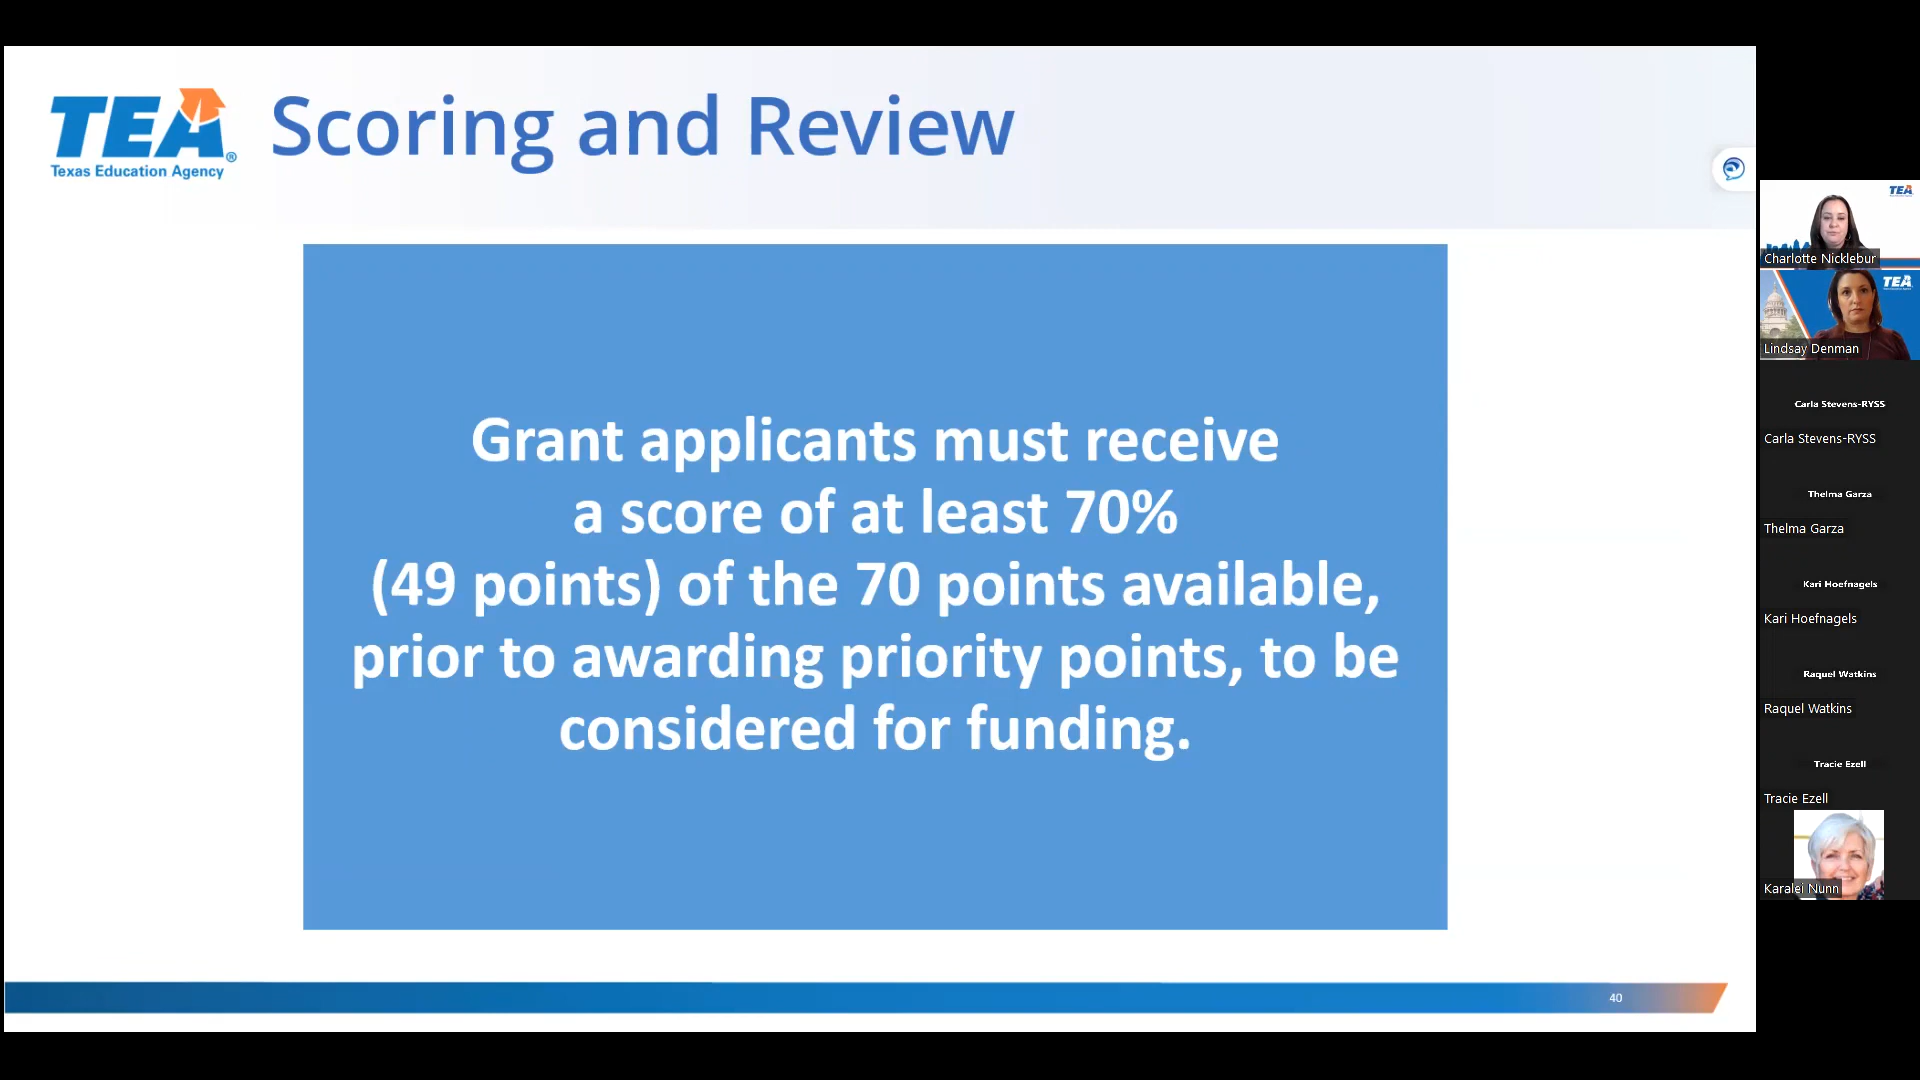 TEA
Texas Education Agency
Scoring and Review
Grant applicants must receive
a score of at least 70%
(49 points) of the 70 points available,
prior to awarding priority points, to be
considered for funding.
40
TEA
Charlotte Nicklebur
TEA
Lindsay Denman
Carla Stevens-RYSS
Carla Stevens-RYSS
Thelma Garza
Thelma Garza
Kari Hoefnagels
Kari Hoefnagels
Raquel Watkins
Raquel Watkins
Tracie Ezell
Tracie Ezell
Karalei Nunn